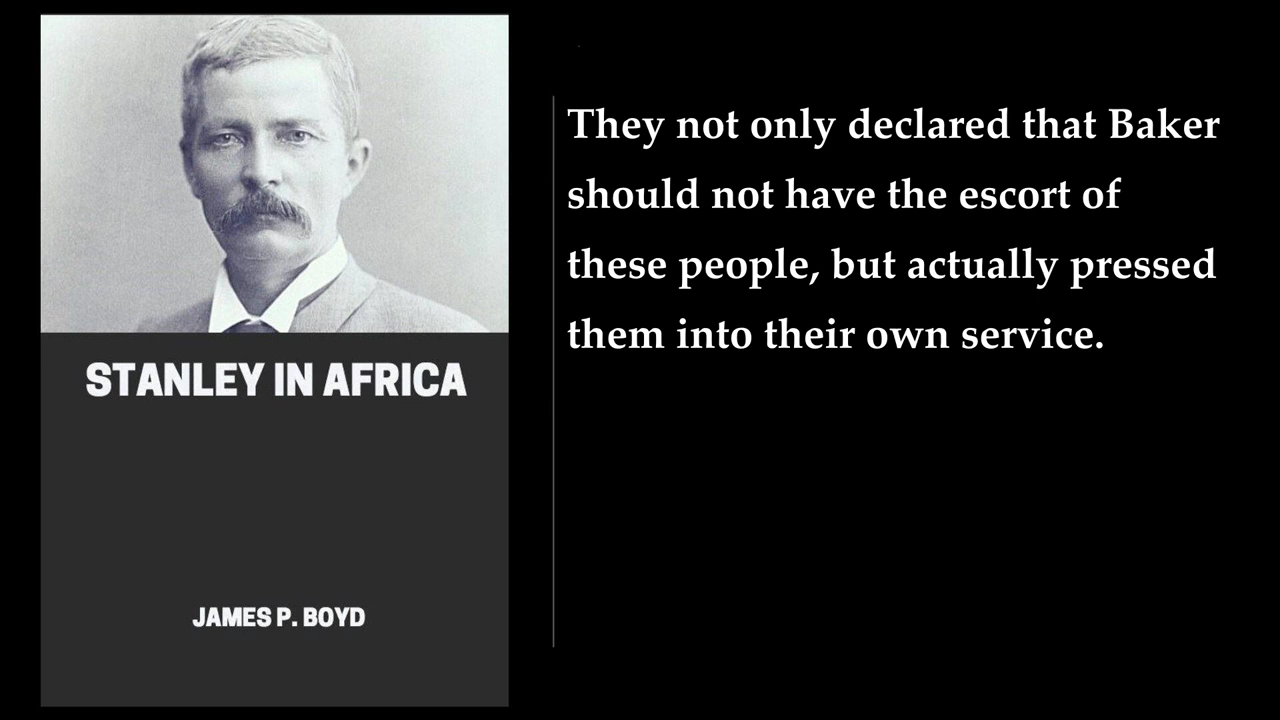 STANLEY IN AFRICA
JAMES P. BOYD
They not only declared that Baker
should not have the escort of
these people, but actually pressed
them into their own service.